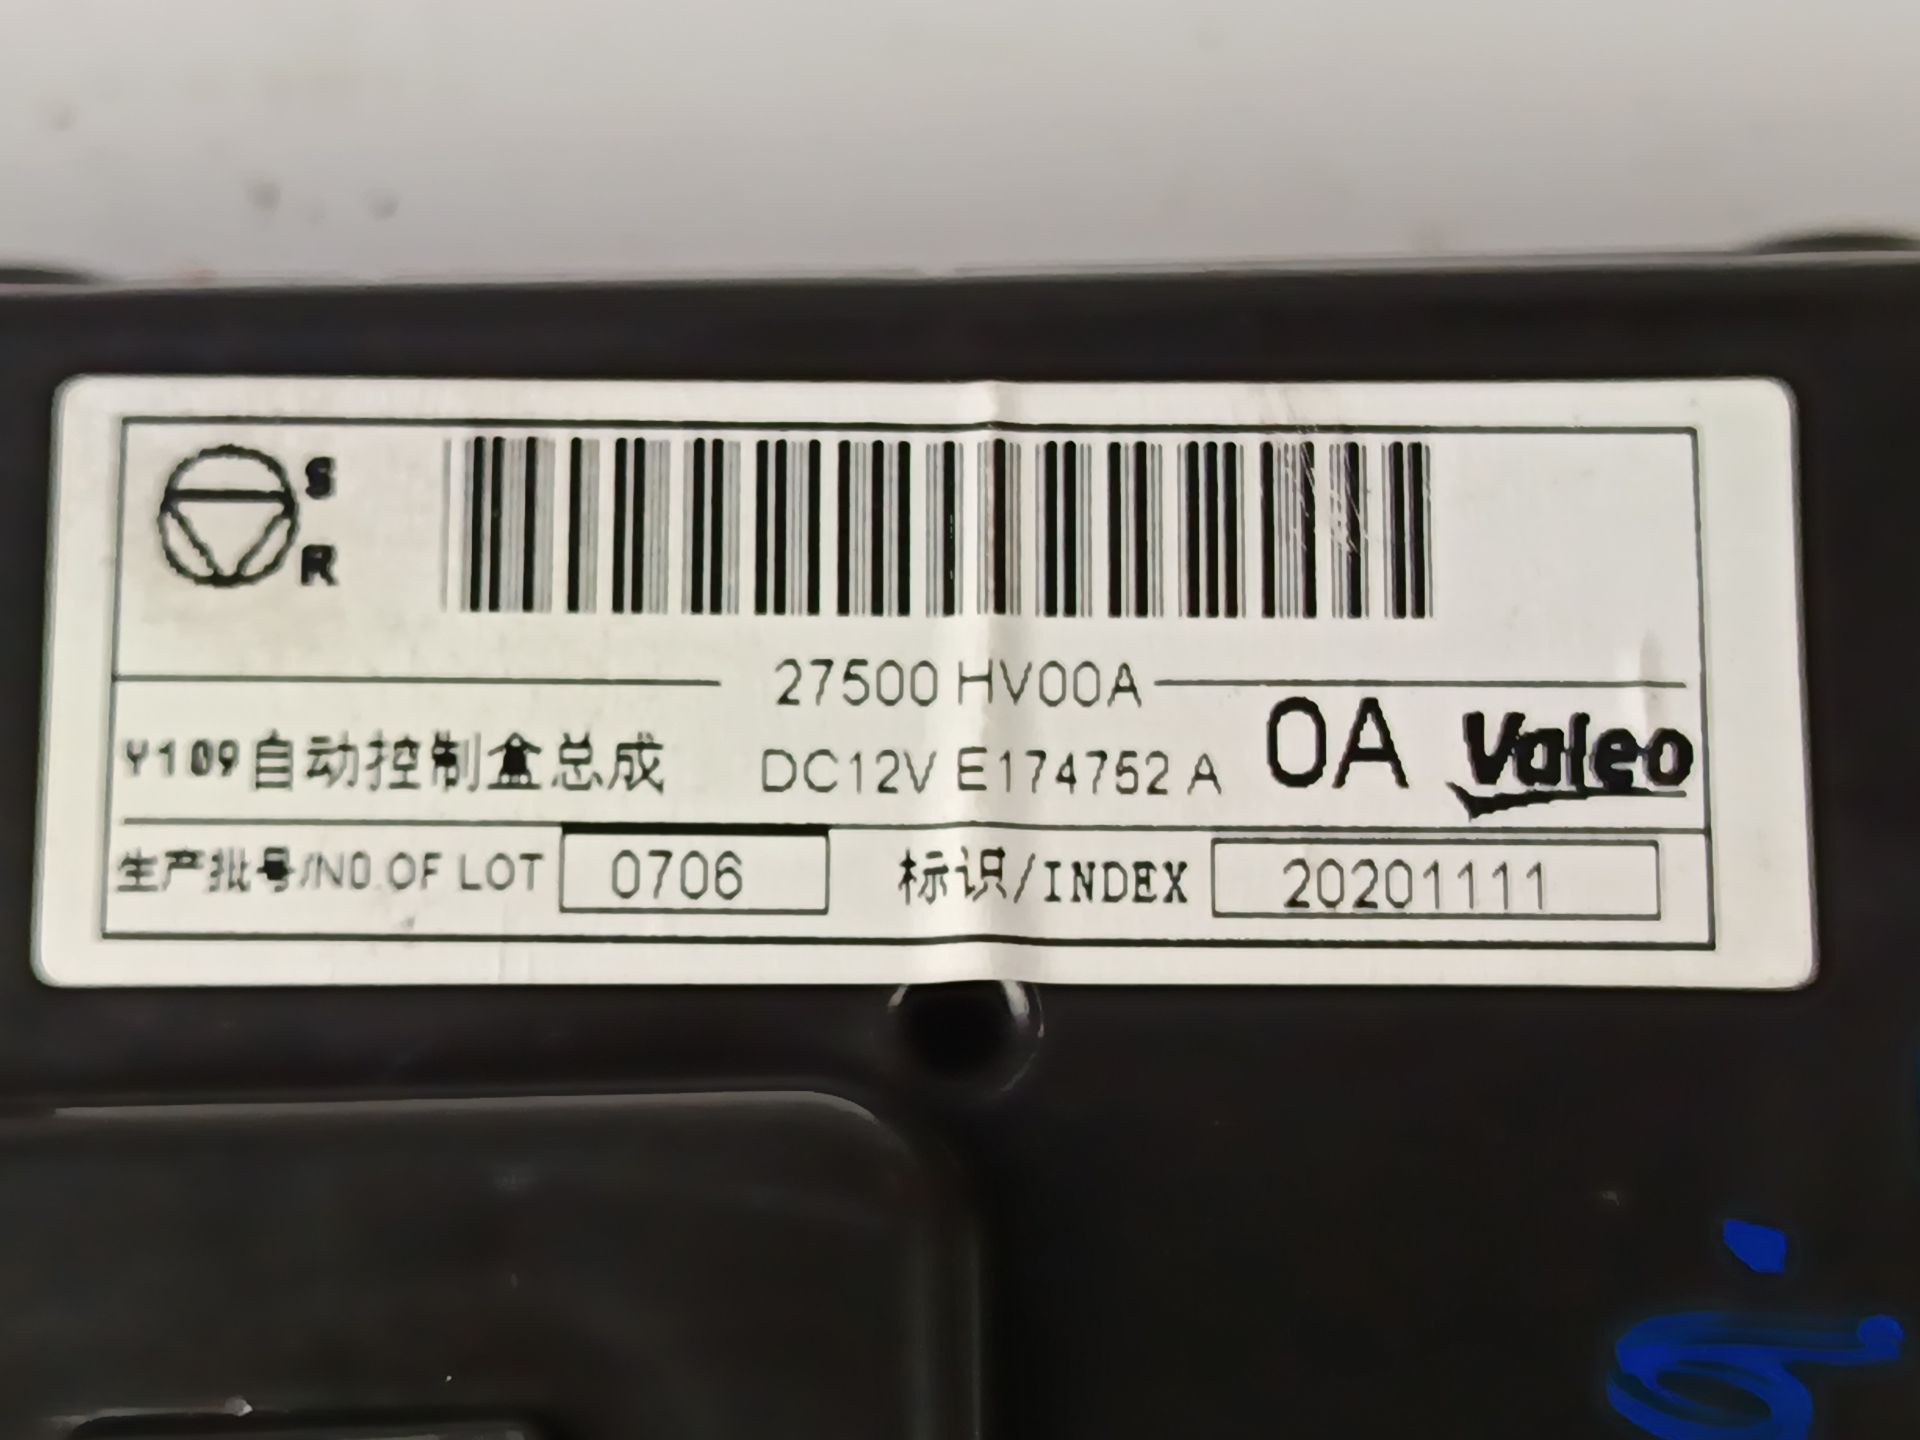 S
R
27500 HV00A
Y109自动控制盒总成 DC12V E174752 A 0A Valeo
生产批号/NO.OF LOT 0706 标识/INDEX 20201111